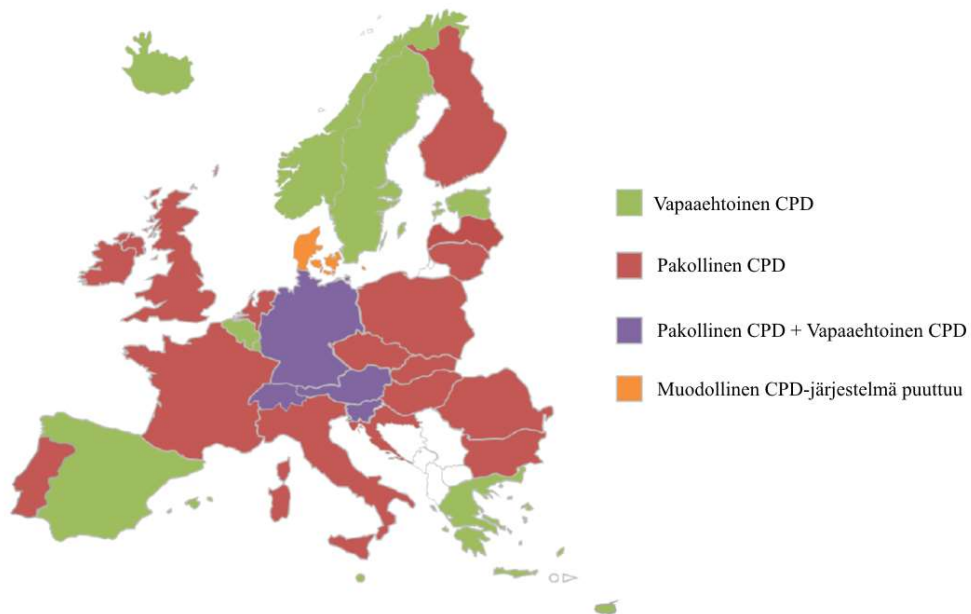 Vapaaehtoinen CPD
Pakollinen CPD
Pakollinen CPD + Vapaaehtoinen CPD
Muodollinen CPD-järjestelmä puuttuu